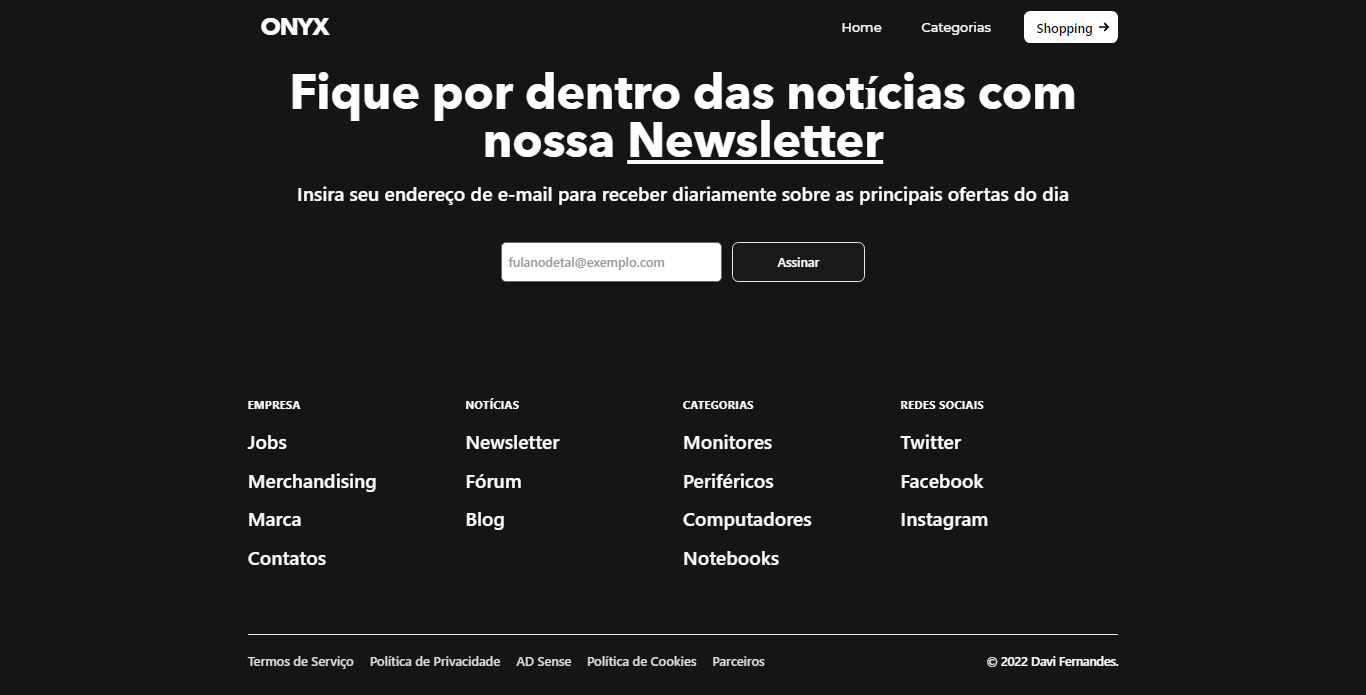 ONYX
Home
Categorias
Shopping →
Fique por dentro das notícias com
nossa Newsletter
Insira seu endereço de e-mail para receber diariamente sobre as principais ofertas do dia
fulanodetal@exemplo.com
Assinar
EMPRESA
Jobs
Merchandising
Marca
Contatos
NOTÍCIAS
Newsletter
Fórum
Blog
CATEGORIAS
Monitores
Periféricos
Computadores
Notebooks
REDES SOCIAIS
Twitter
Facebook
Instagram
Termos de Serviço
Política de Privacidade
AD Sense
Política de Cookies
Parceiros
© 2022 Davi Fernandes.